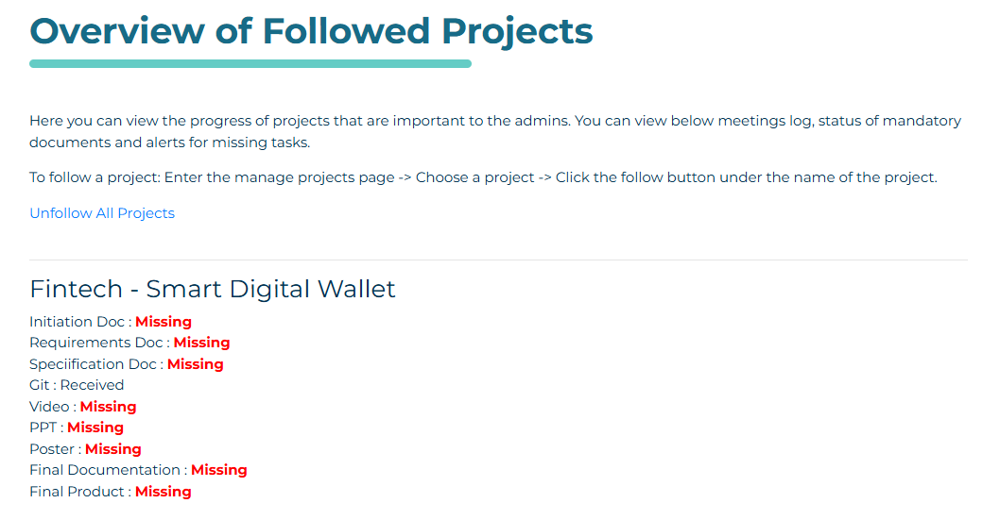 Overview of Followed Projects
Here you can view the progress of projects that are important to the admins. You can view below meetings log, status of mandatory
documents and alerts for missing tasks.
To follow a project: Enter the manage projects page -> Choose a project -> Click the follow button under the name of the project.
Unfollow All Projects
Fintech - Smart Digital Wallet
Initiation Doc : Missing
Requirements Doc : Missing
Speciification Doc : Missing
Git : Received
Video : Missing
PPT : Missing
Poster : Missing
Final Documentation : Missing
Final Product : Missing